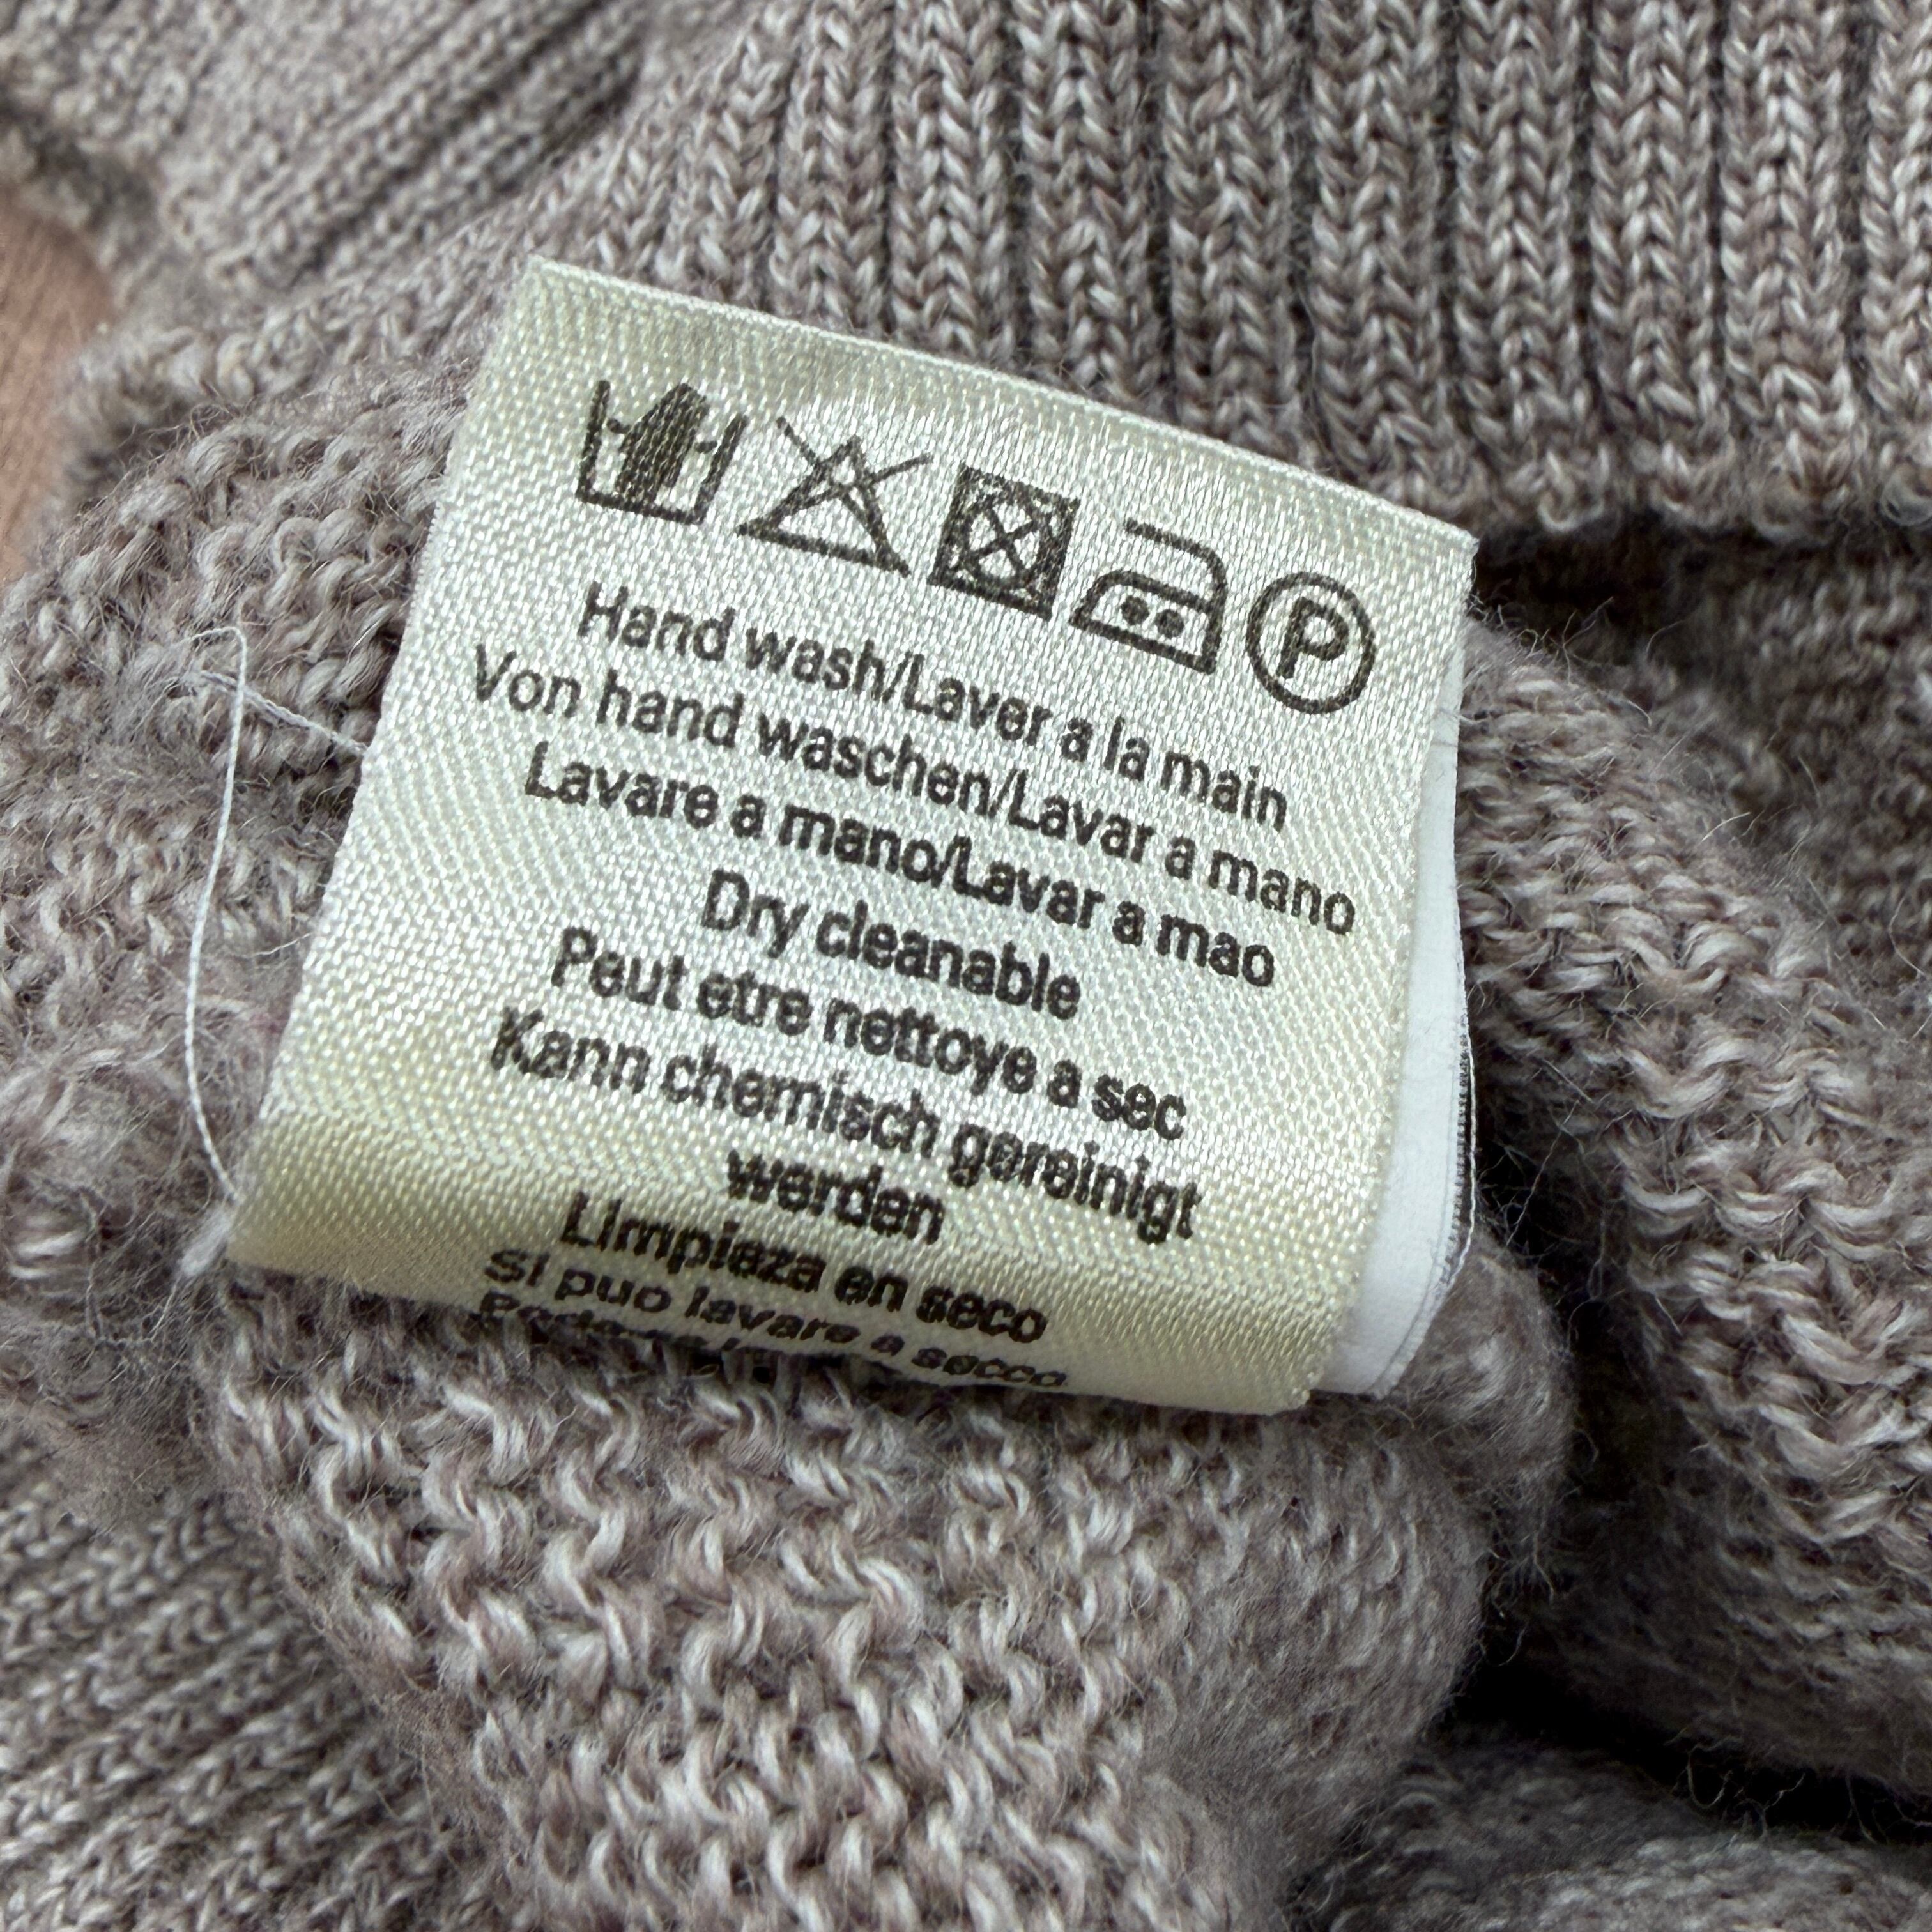 P
Hand wash/Laver a la main
Von hand waschen/Lavar a mano
Lavare a mano/Lavar a mao
Dry cleanable
Peut etre nettoye a sec
Kann chemisch gereinigt
werden
Limpieza en seco
Si puo lavare a secco